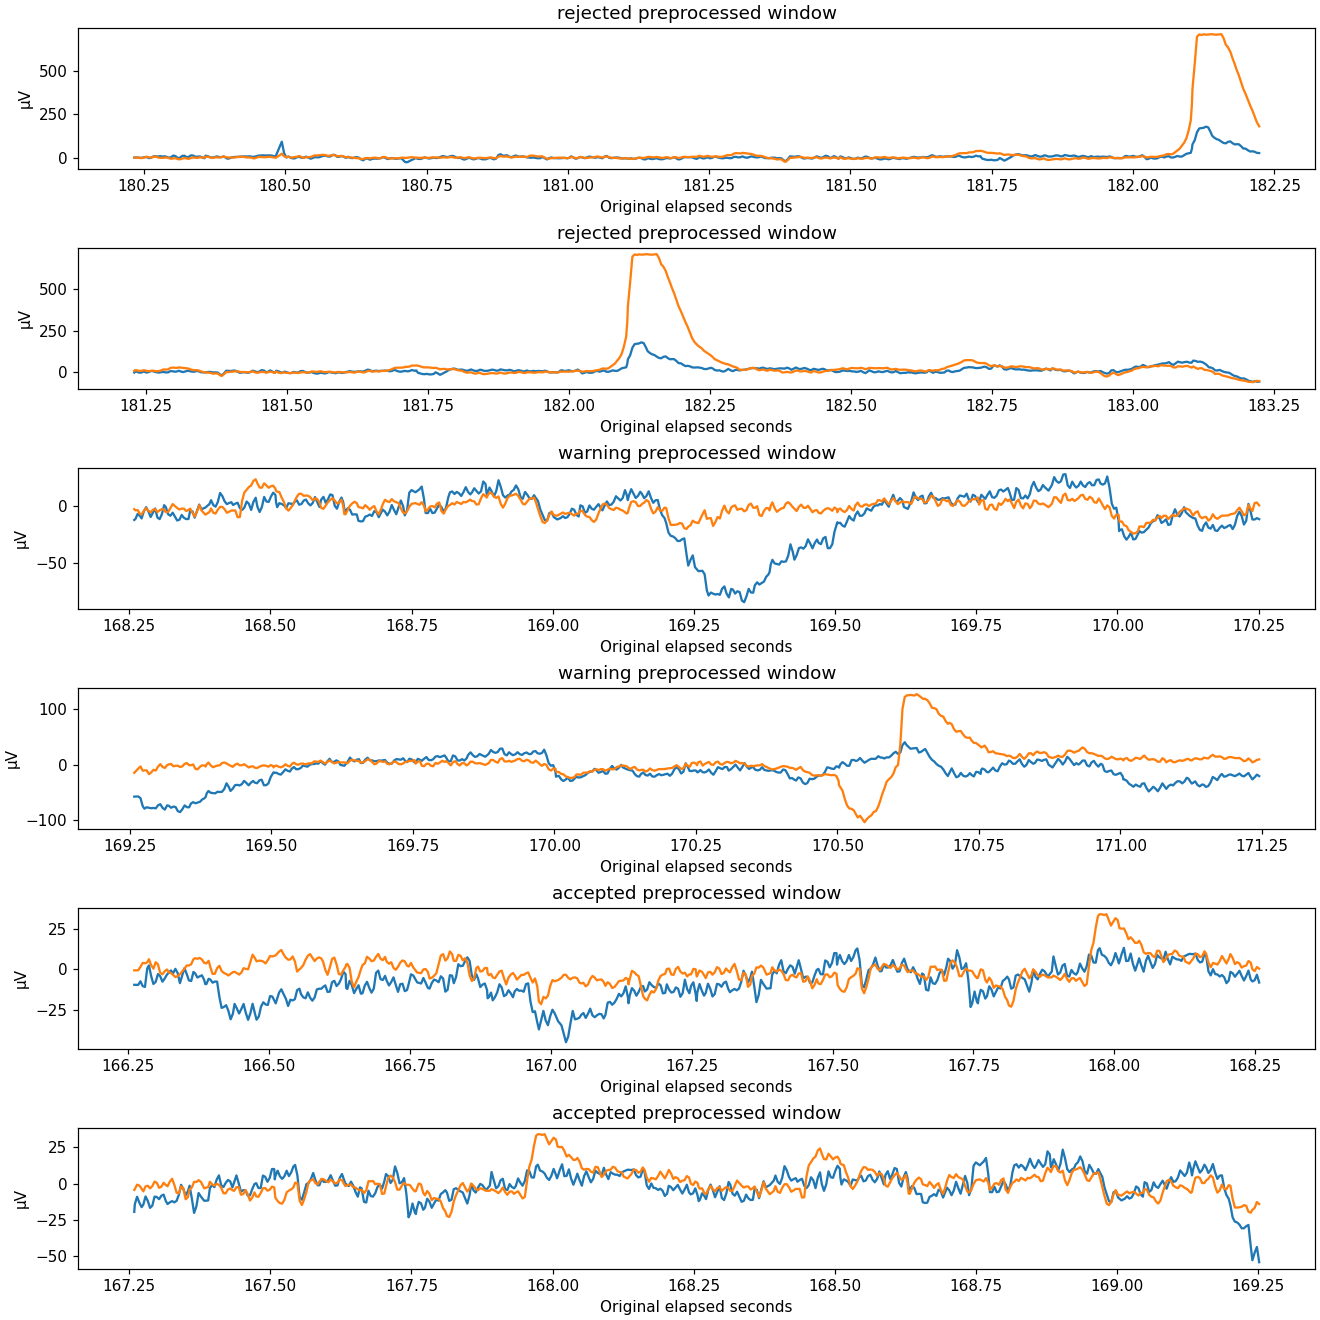 rejected preprocessed window
500
250
0
µV
180.25 180.50 180.75 181.00 181.25 181.50 181.75 182.00 182.25
Original elapsed seconds
rejected preprocessed window
500
250
0
µV
181.25 181.50 181.75 182.00 182.25 182.50 182.75 183.00 183.25
Original elapsed seconds
warning preprocessed window
0
−50
µV
168.25 168.50 168.75 169.00 169.25 169.50 169.75 170.00 170.25
Original elapsed seconds
warning preprocessed window
100
0
−100
µV
169.25 169.50 169.75 170.00 170.25 170.50 170.75 171.00 171.25
Original elapsed seconds
accepted preprocessed window
25
0
−25
µV
166.25 166.50 166.75 167.00 167.25 167.50 167.75 168.00 168.25
Original elapsed seconds
accepted preprocessed window
25
0
−25
−50
µV
167.25 167.50 167.75 168.00 168.25 168.50 168.75 169.00 169.25
Original elapsed seconds